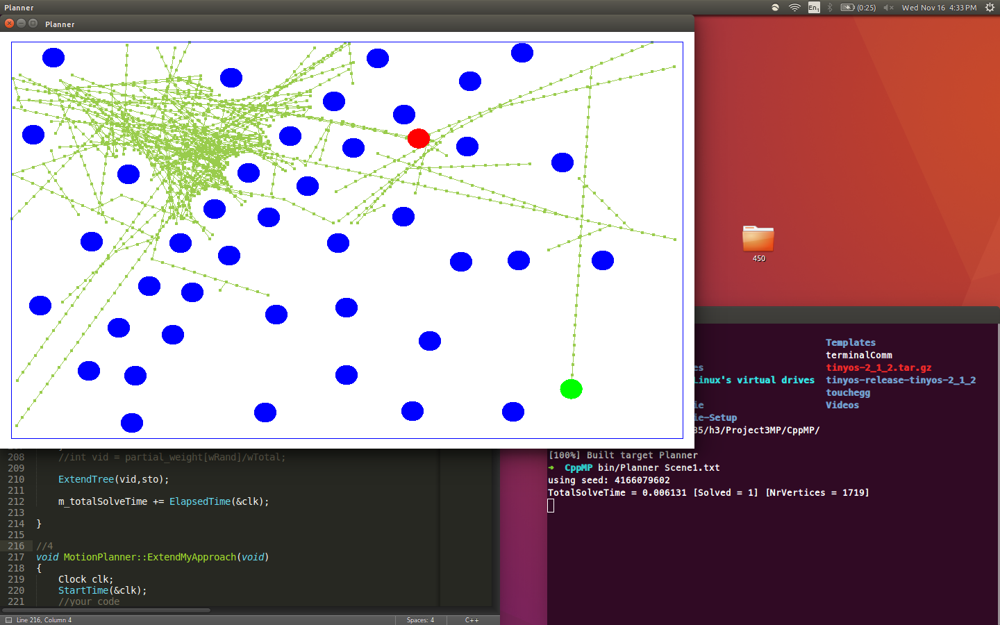 Planner
En1
(0:25)
Wed Nov 16 4:33 PM
Planner
450
Templates
terminalComm
es
tinyos-2_1_2.tar.gz
Linux's virtual drives tinyos-release-tinyos-2_1_2
touchegg
ie Videos
ie-Setup
35/h3/Project3MP/CppMP/
[100%] Built target Planner
➜ CppMP bin/Planner Scene1.txt
using seed: 4166079602
TotalSolveTime = 0.006131 [Solved = 1] [NrVertices = 1719]
208 //int vid = partial_weight[wRand]/wTotal;
209
210 ExtendTree(vid,sto);
211
212 m_totalSolveTime += ElapsedTime(&clk);
213
214 }
215
216 //4
217 void MotionPlanner::ExtendMyApproach(void)
218 {
219 Clock clk;
220 StartTime(&clk);
221 //your code
Line 216, Column 4
Spaces: 4
C++